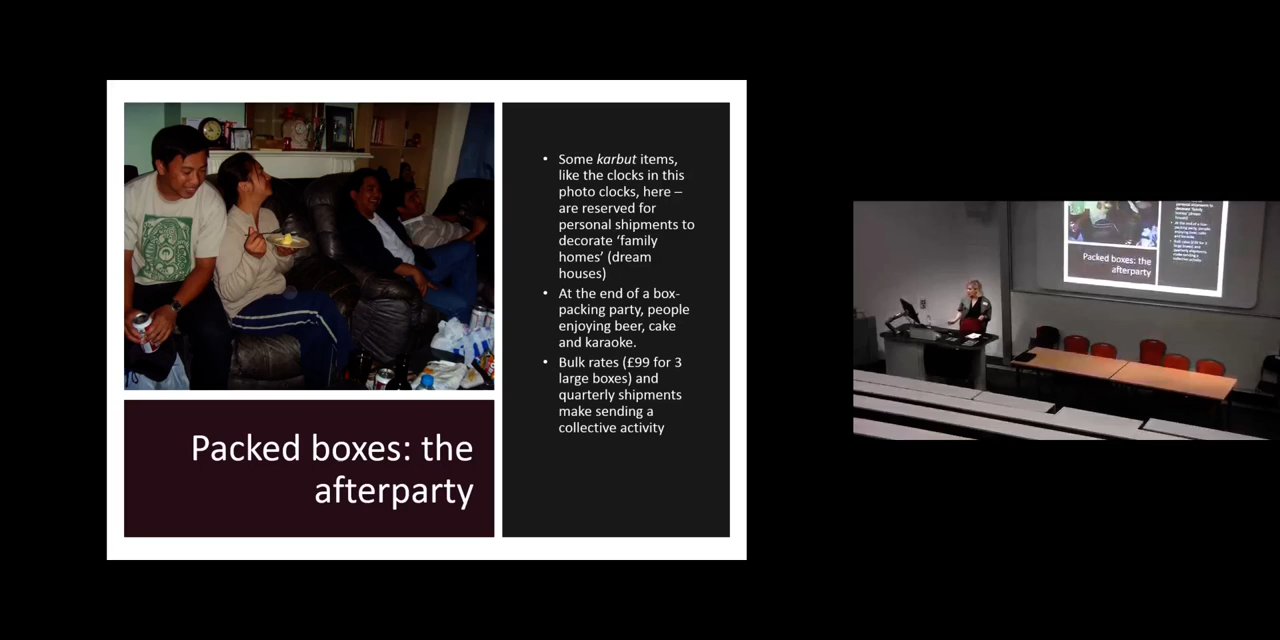 Some karbut items,
like the clocks in this
photo clocks, here –
are reserved for
personal shipments to
decorate ‘family
homes’ (dream
houses)
At the end of a box-
packing party, people
enjoying beer, cake
and karaoke.
Bulk rates (£99 for 3
large boxes) and
quarterly shipments
make sending a
collective activity
Packed boxes: the
afterparty
Packed boxes: the
afterparty